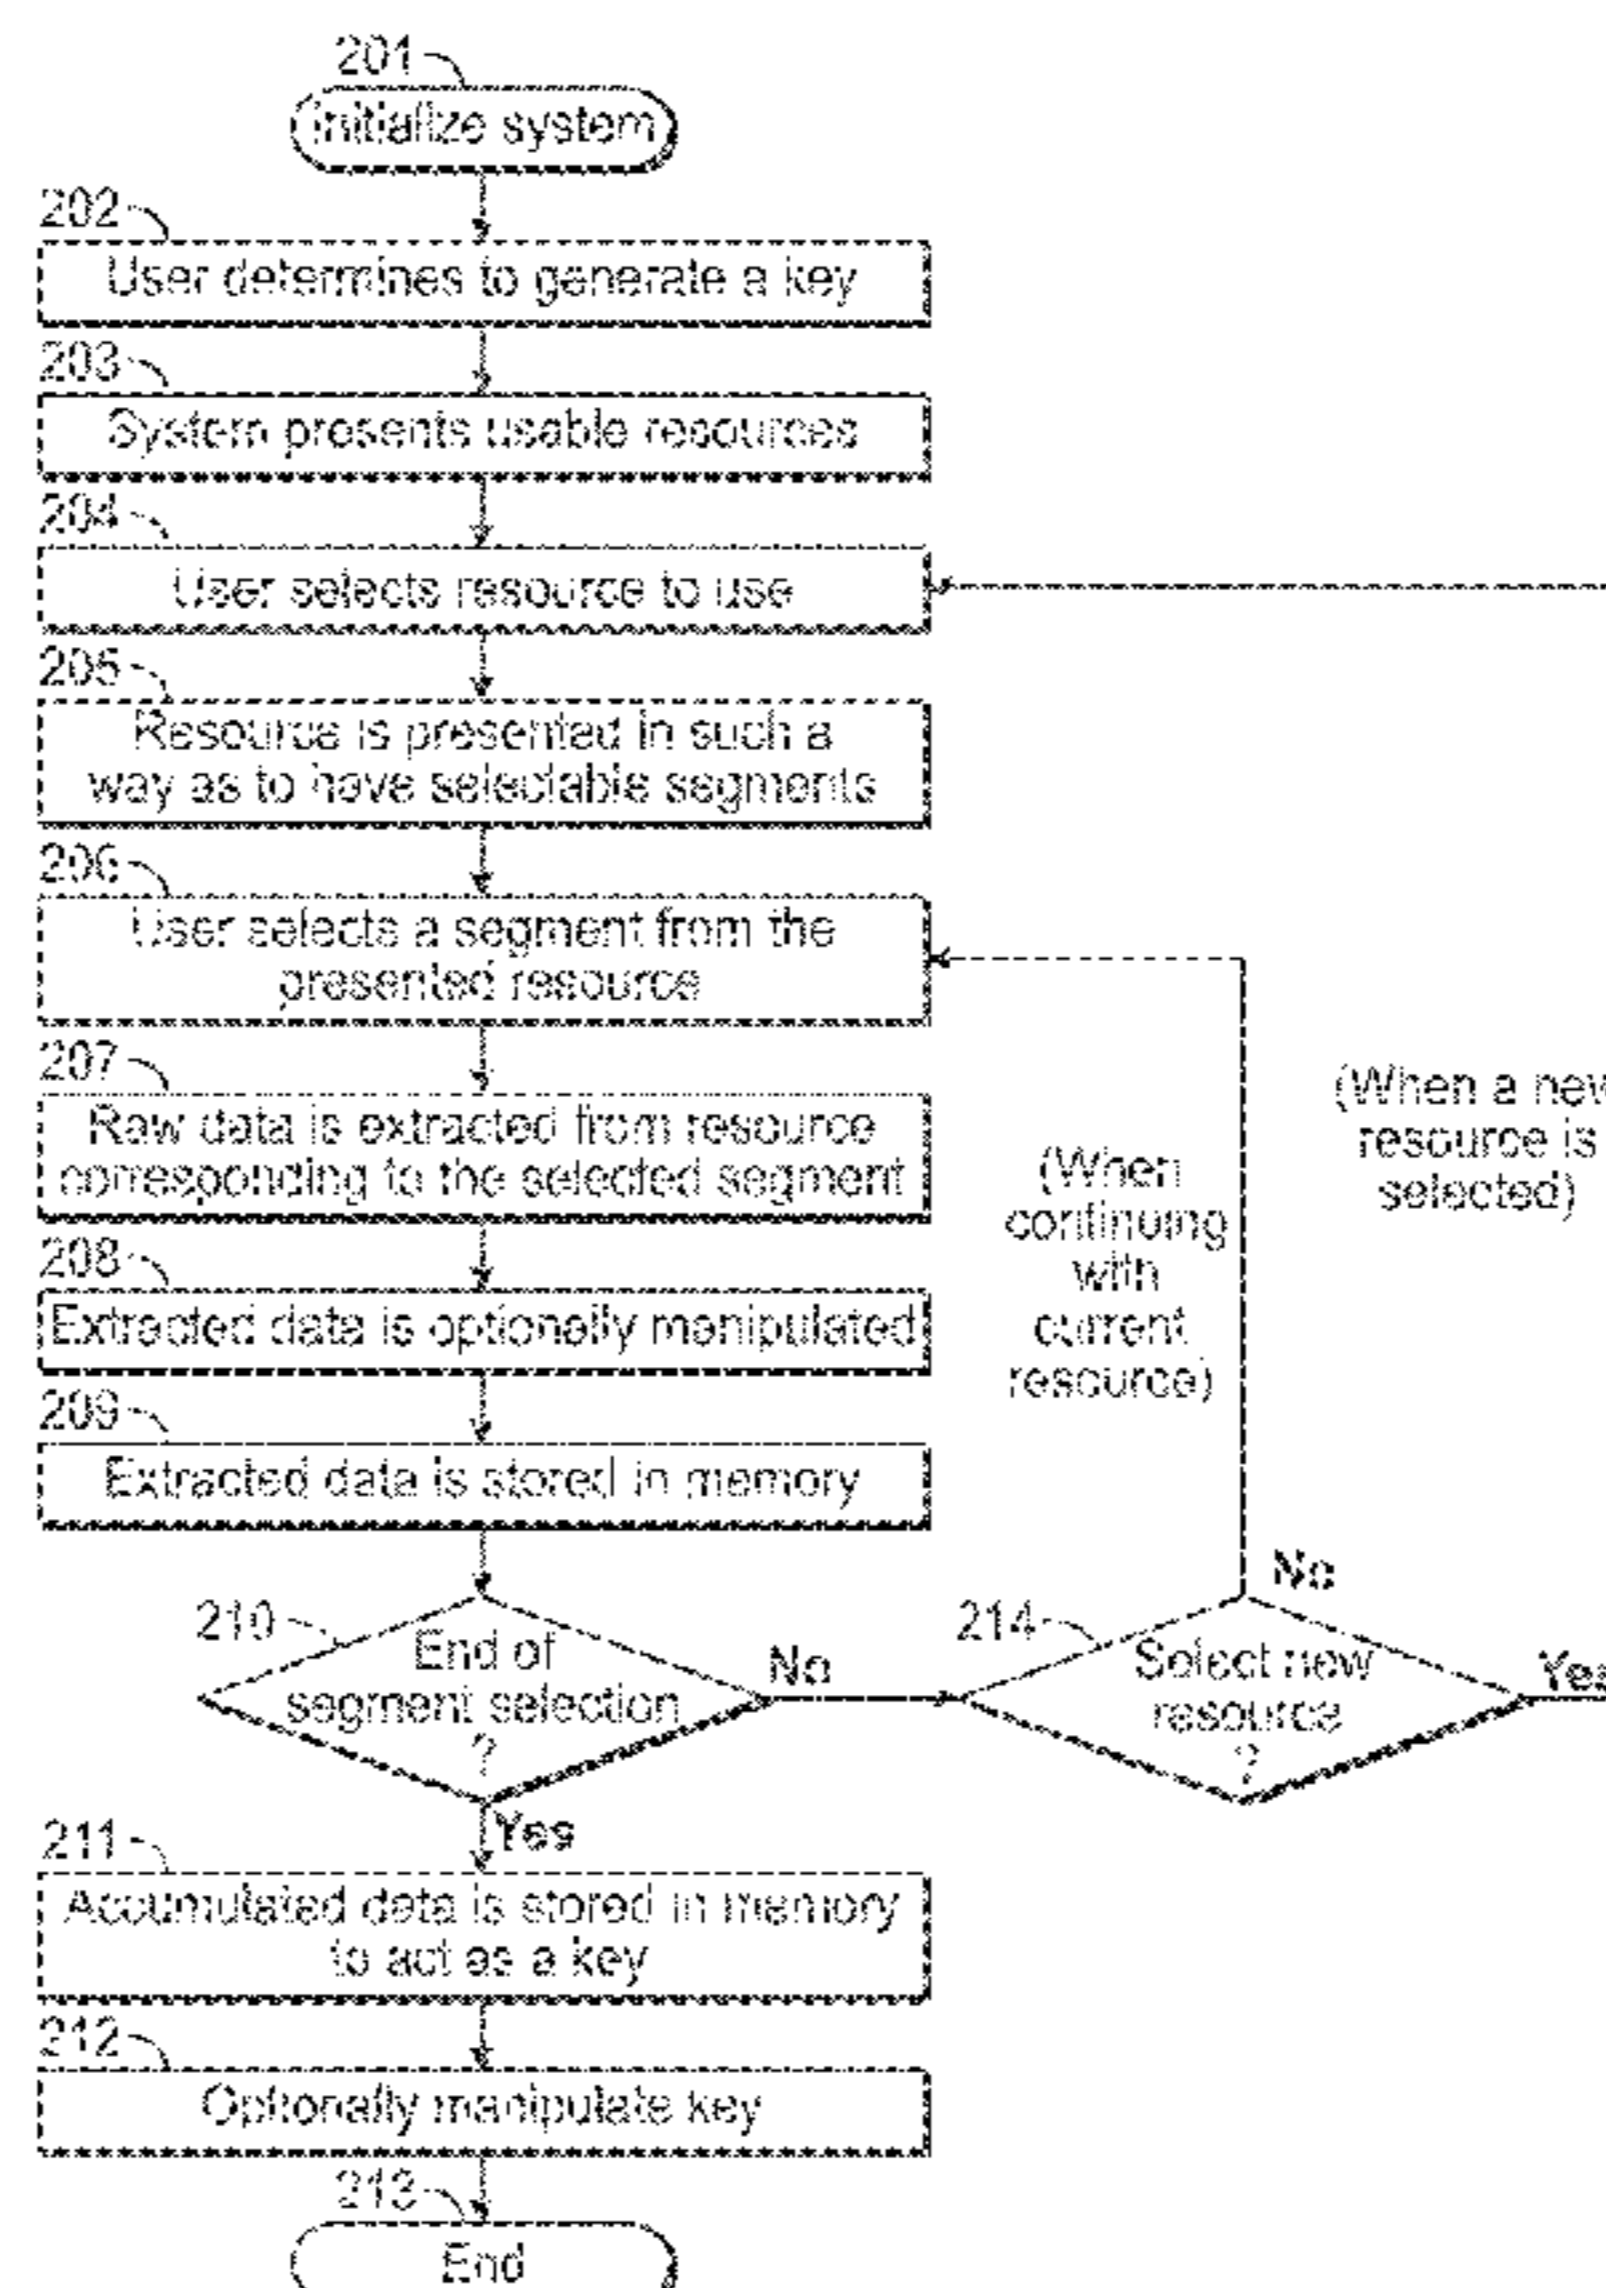 201
Initialize system
202
User determines to generate a key
203
System presents usable resources
204
User selects resource to use
205
Resource is presented in such a
way as to have selectable segments
206
User selects a segment from the
presented resource
207
Raw data is extracted from resource
corresponding to the selected segment
208
Extracted data is optionally manipulated
209
Extracted data is stored in memory
210
End of
segment selection
?
No
Yes
214
Select new
resource
?
No
Yes
(When
continuing
with
current
resource)
(When a new
resource is
selected)
211
Accumulated data is stored in memory
to act as a key
212
Optionally manipulate key
213
End